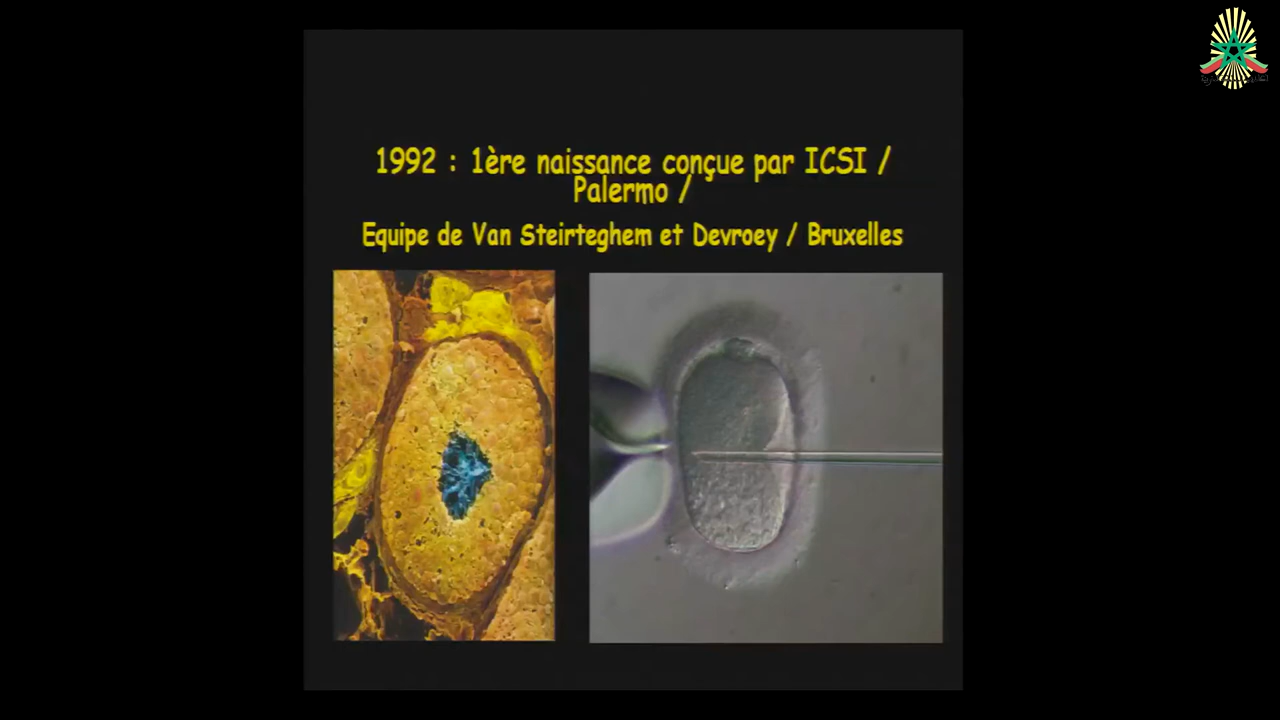 1992 : 1ère naissance conçue par ICSI /
Palermo /
Equipe de Van Steirteghem et Devroey / Bruxelles